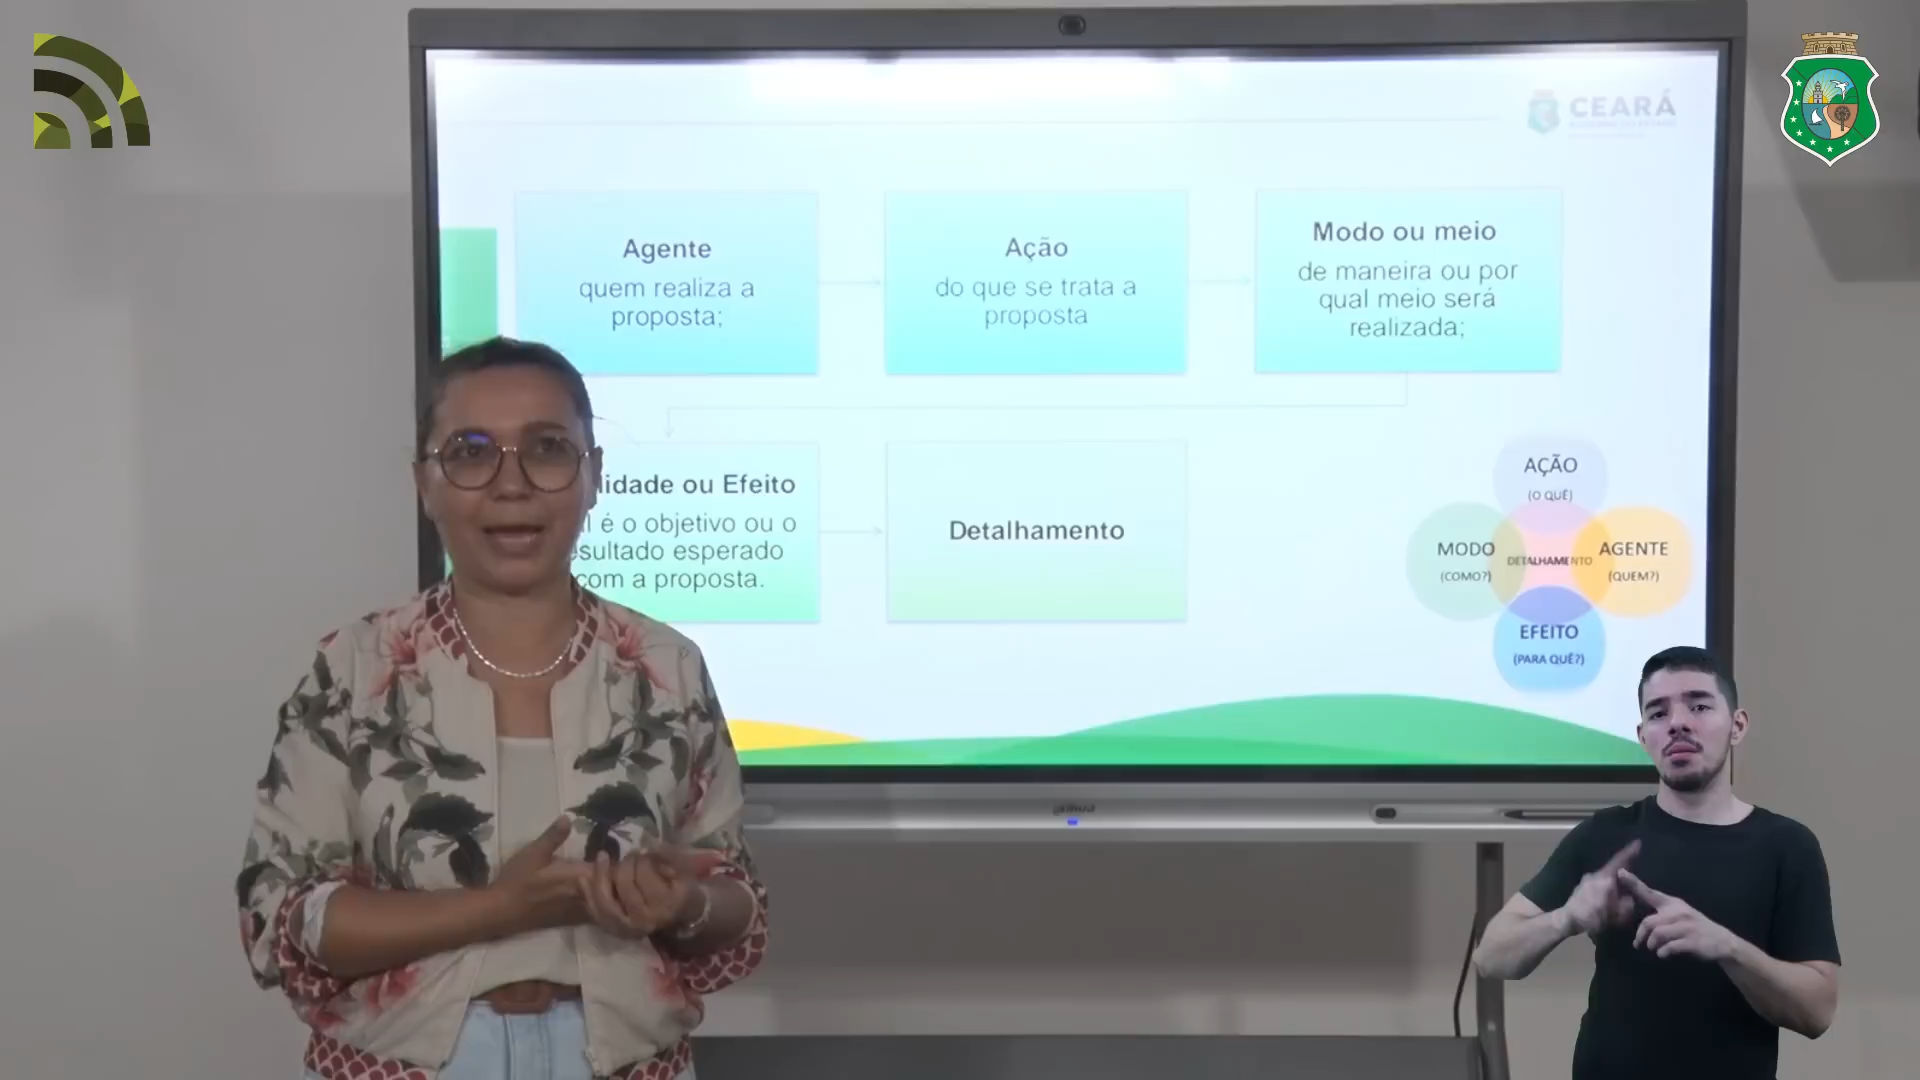 CEARÁ
Agente
quem realiza a
proposta;
Ação
do que se trata a
proposta
Modo ou meio
de maneira ou por
qual meio será
realizada;
lidade ou Efeito
l é o objetivo ou o
esultado esperado
com a proposta.
Detalhamento
AÇÃO
(O QUÊ)
MODO
(COMO?)
DETALHAMENTO
AGENTE
(QUEM?)
EFEITO
(PARA QUÊ?)